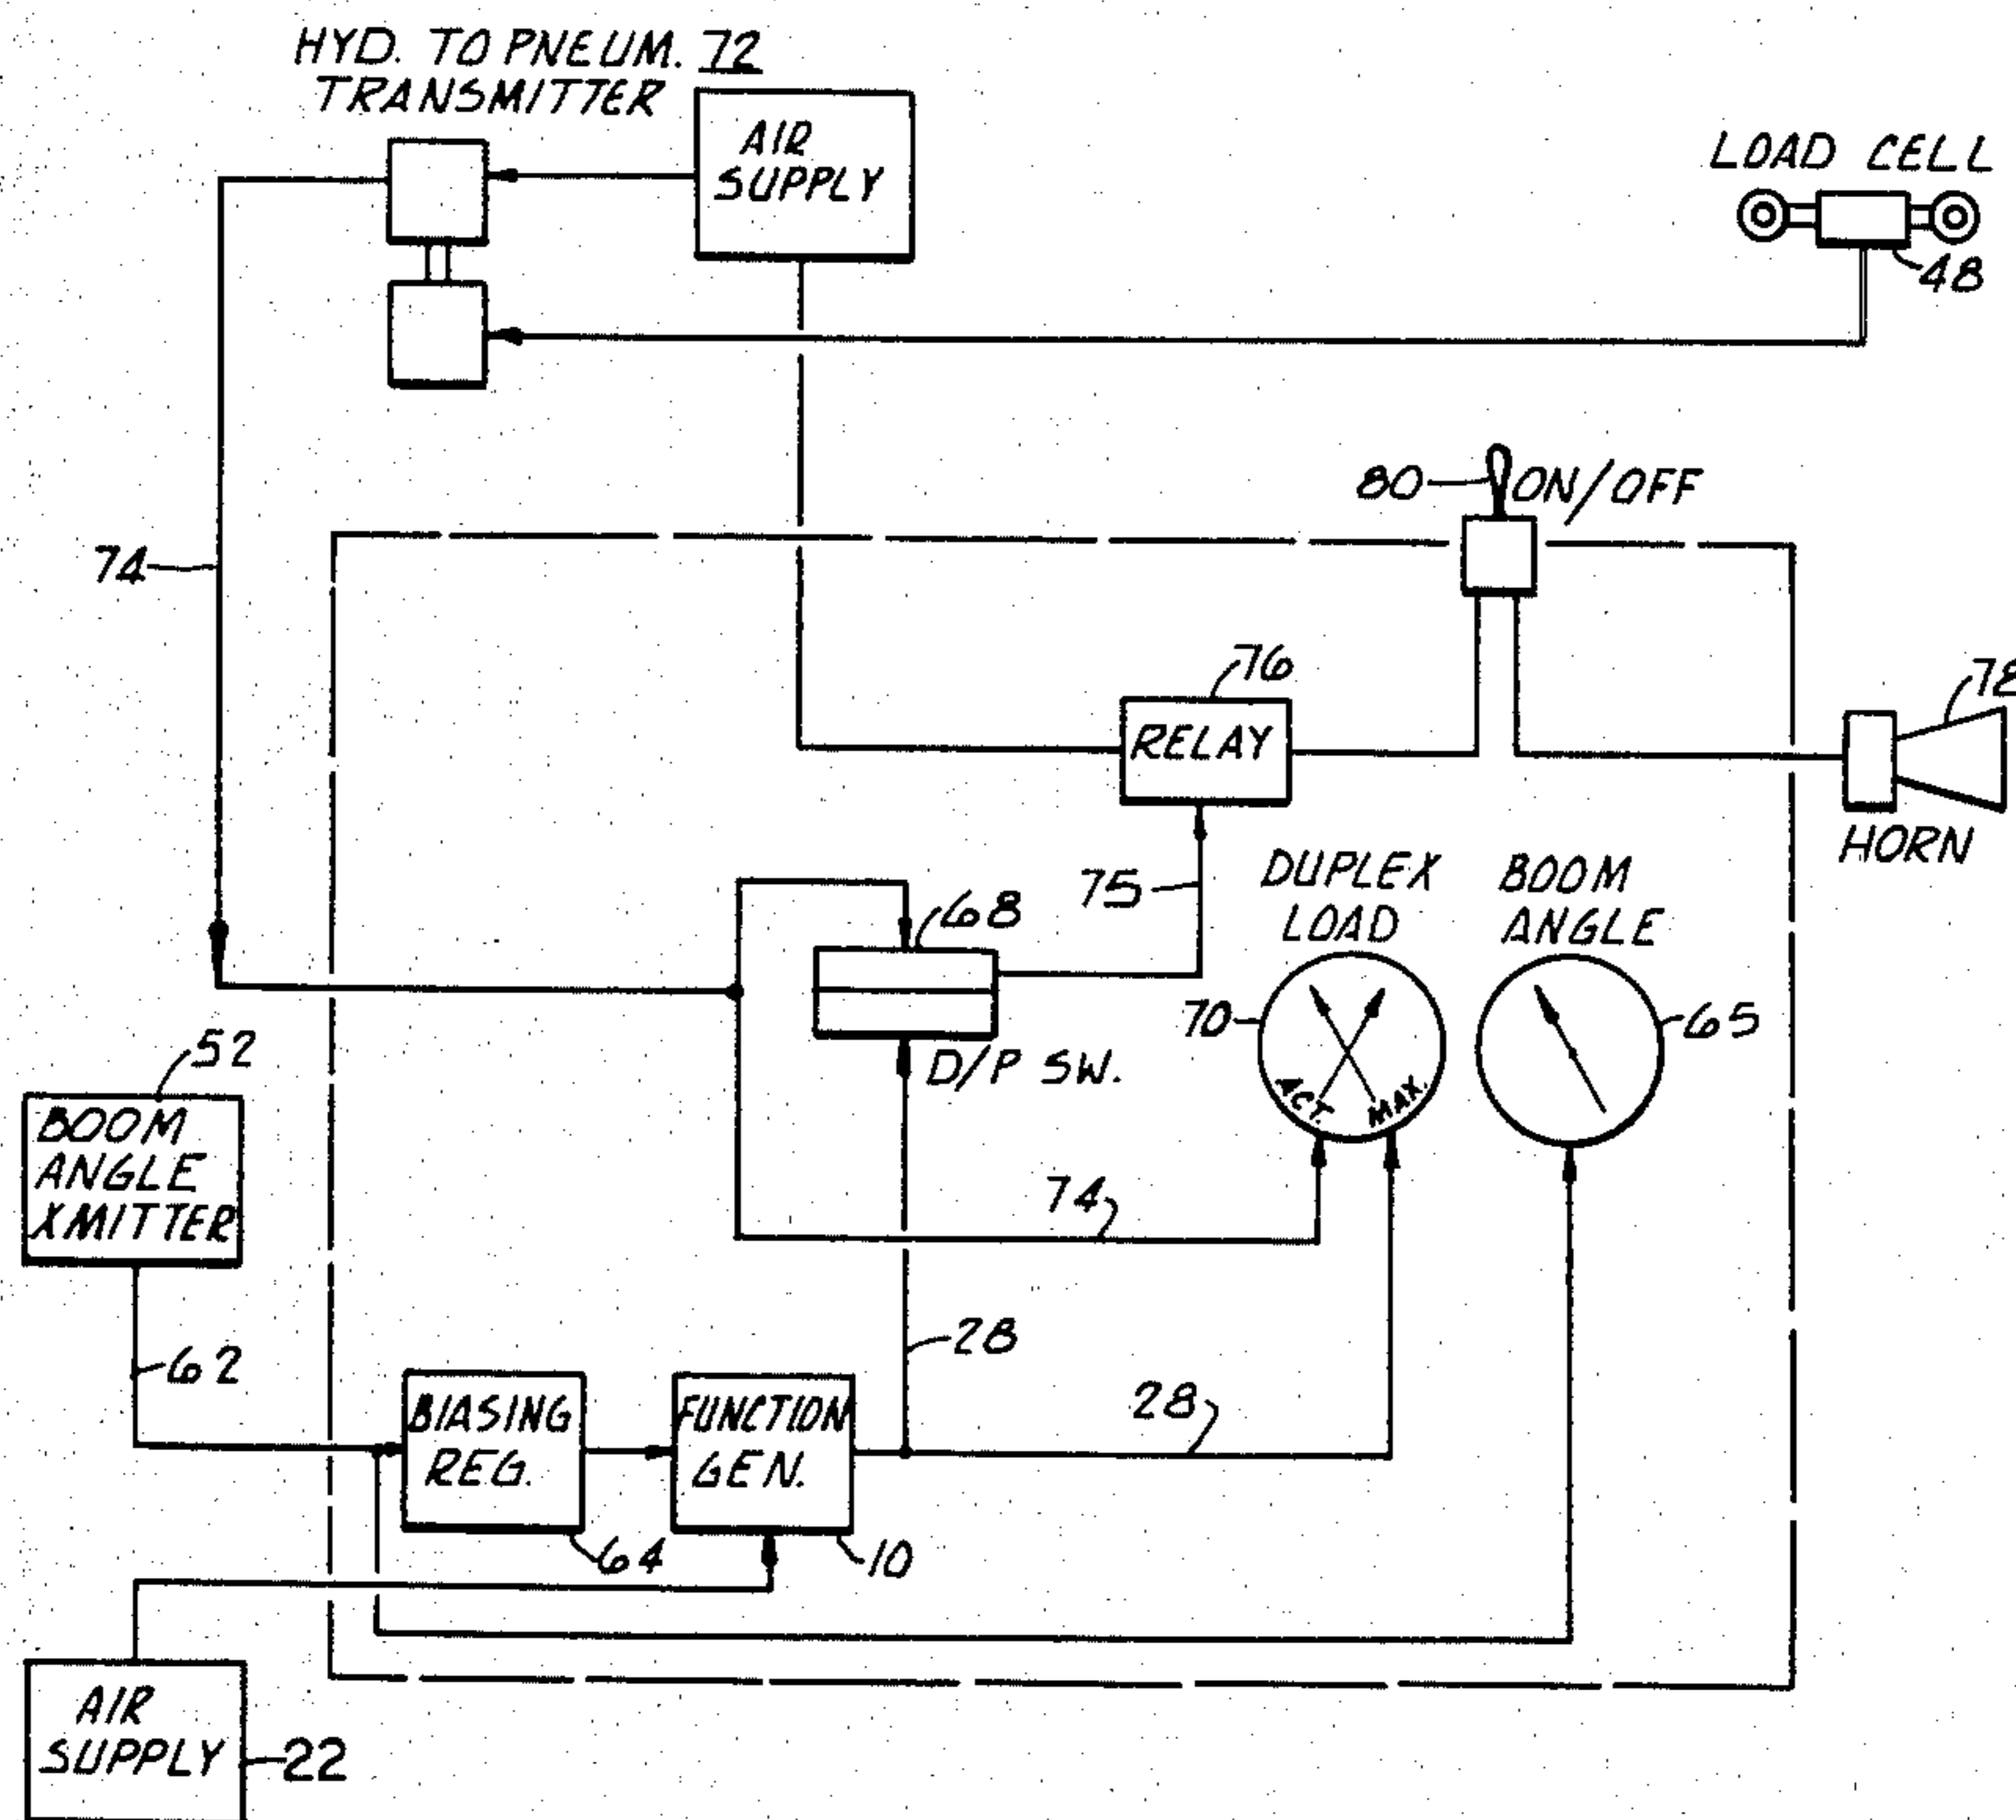 HYD. TO PNEUM. 72
TRANSMITTER
AIR
SUPPLY
LOAD CELL
48
80
ON/OFF
74
76
RELAY
78
HORN
75
68
D/P SW.
DUPLEX
LOAD
70
ACT.
MAX.
BOOM
ANGLE
65
52
BOOM
ANGLE
XMITTER
74
62
28
28
BIASING
REG.
64
FUNCTION
GEN.
10
AIR
SUPPLY
22